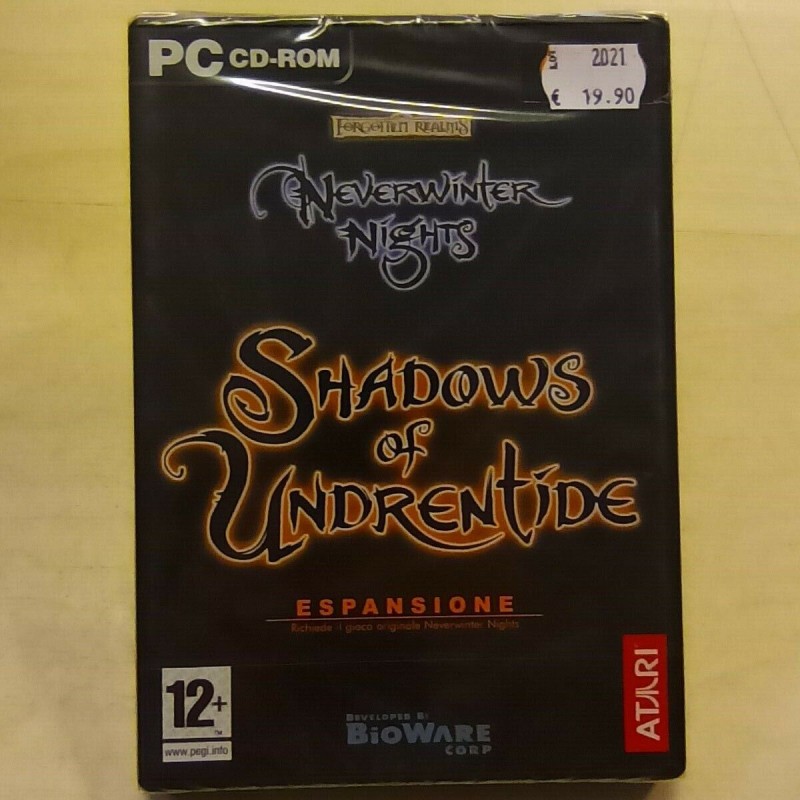 PC CD-ROM
2021
€ 19.90
FORGOTTEN REALMS
NEVERWINTER
NIGHTS
SHADOWS
of
UNDRENTIDE
ESPANSIONE
Richiede il gioco originale Neverwinter Nights
12+
TM
www.pegi.info
DEVELOPED BY
BIOWARE
CORP
ATARI